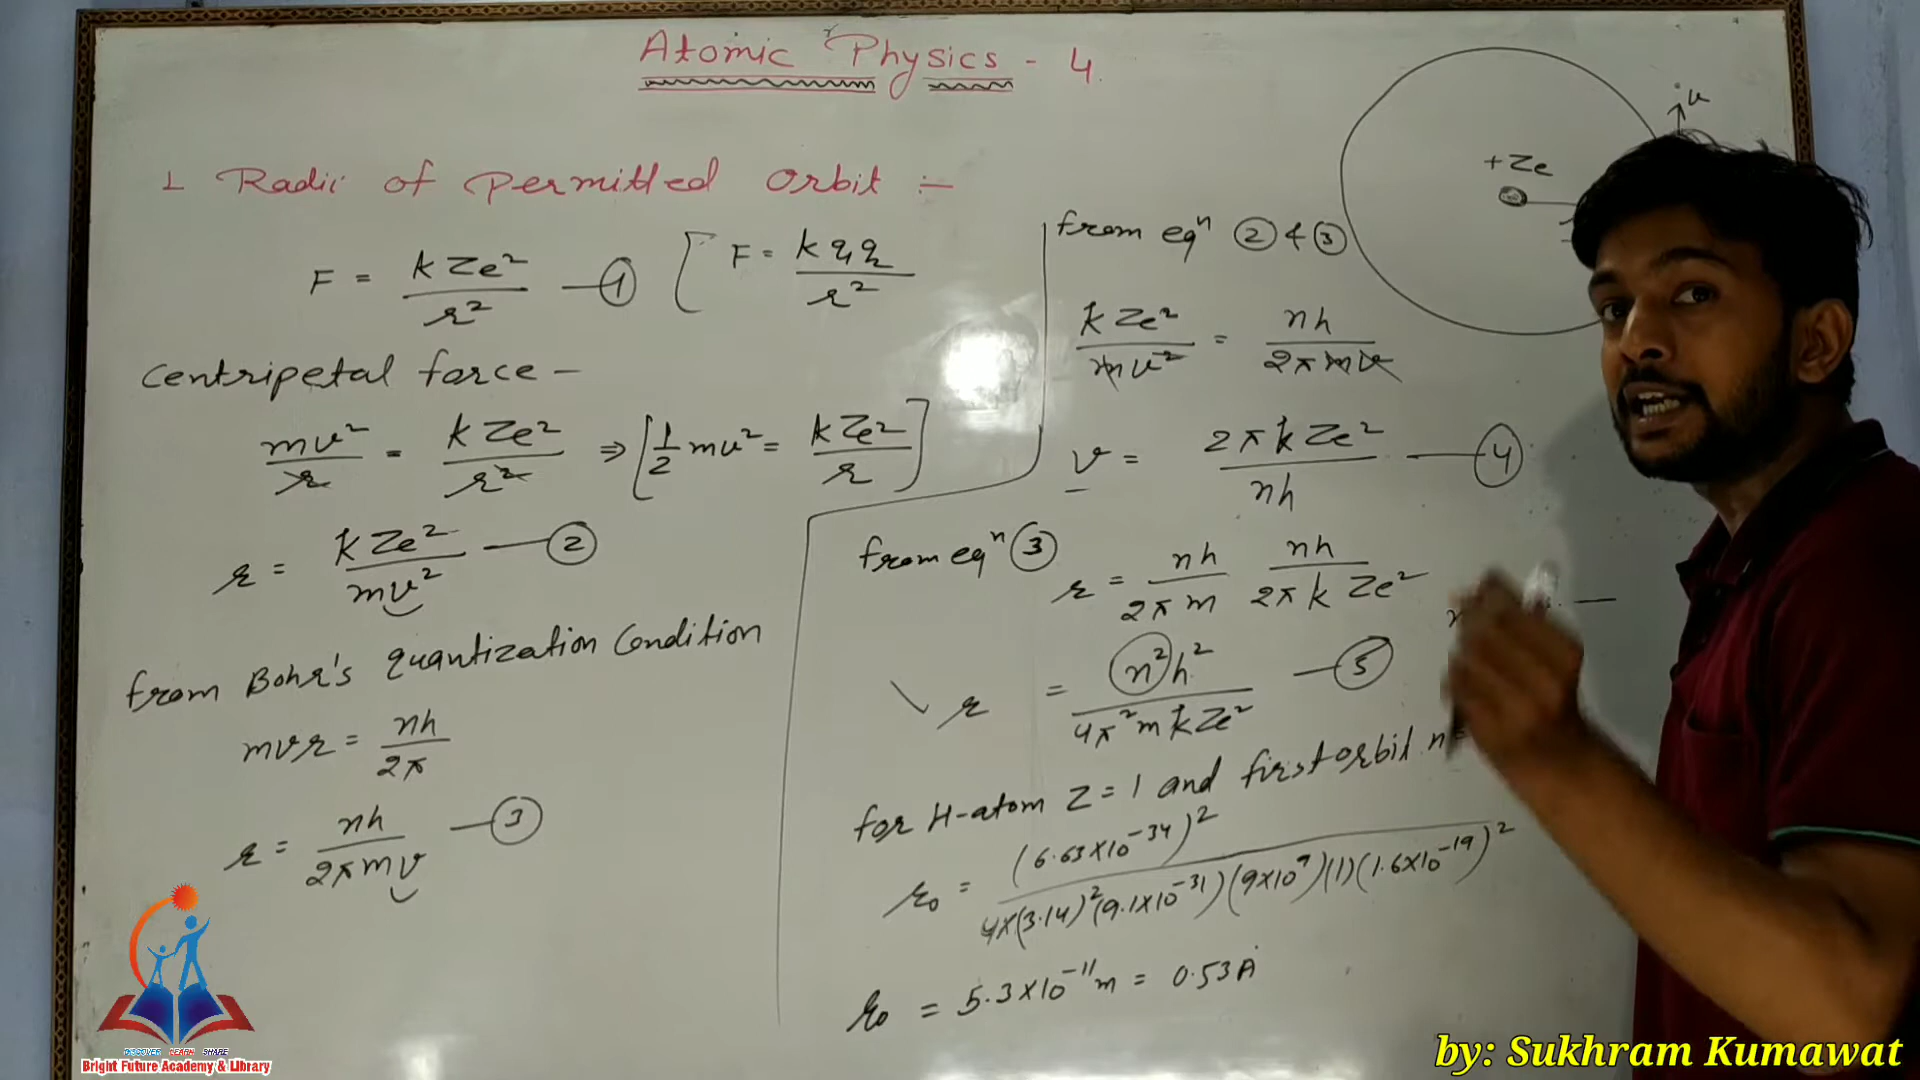 Atomic Physics - 4.
1 Radii of Permitted Orbit :-
F = kZe²/r² —①  [ F = kq₁q₂/r²
Centripetal force -
mv²/r = kZe²/r² ⇒ [½mv² = kZe²/r]
r = kZe²/mv² —②
from Bohr's quantization Condition
mvr = nh/2π
r = nh/2πmv —③
from eqⁿ ② & ③
kZe²/mv² = nh/2πmv
v = 2πkZe²/nh —④
from eqⁿ ③
r = nh/2πm nh/2πkZe²
r = n²h²/4π²mkZe² —⑤
for H-atom Z=1 and first orbit n=
r₀ = (6.63×10⁻³⁴)²/4×(3.14)²(9.1×10⁻³¹)(9×10⁹)(1)(1.6×10⁻¹⁹)²
r₀ = 5.3×10⁻¹¹m = 0.53Å
+Ze
v
DISCOVER LEARN SHARE
Bright Future Academy & Library
by: Sukhram Kumawat